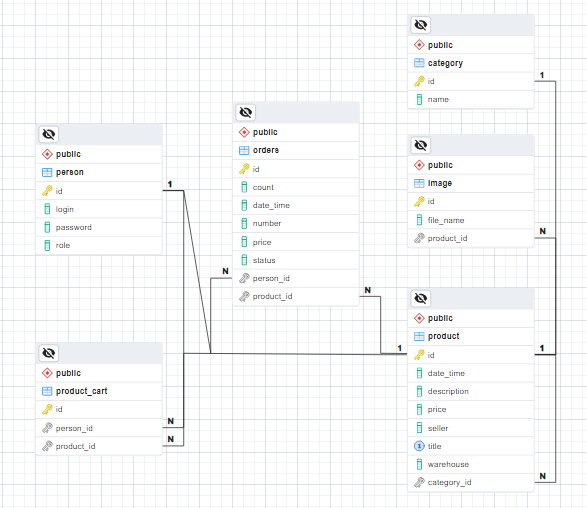 public
category
id
name
1
public
image
id
file_name
product_id
N
public
orders
id
count
date_time
number
price
status
person_id
product_id
N
N
public
person
id
login
password
role
1
public
product
id
date_time
description
price
seller
title
warehouse
category_id
1
1
N
public
product_cart
id
person_id
product_id
N
N